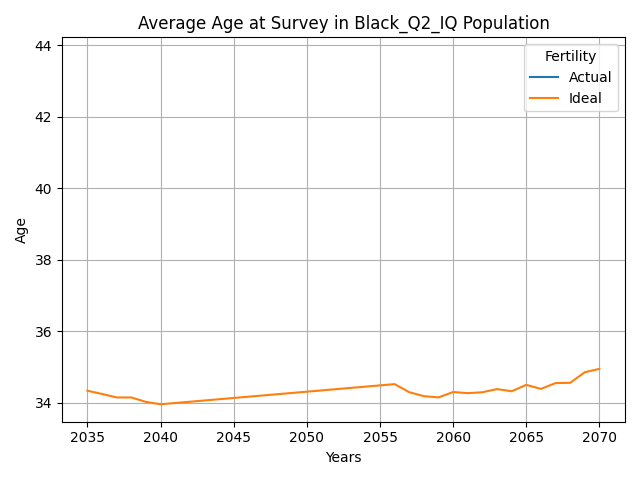 Average Age at Survey in Black_Q2_IQ Population
44
42
40
38
36
34
Age
Fertility
Actual
Ideal
2035 2040 2045 2050 2055 2060 2065 2070
Years